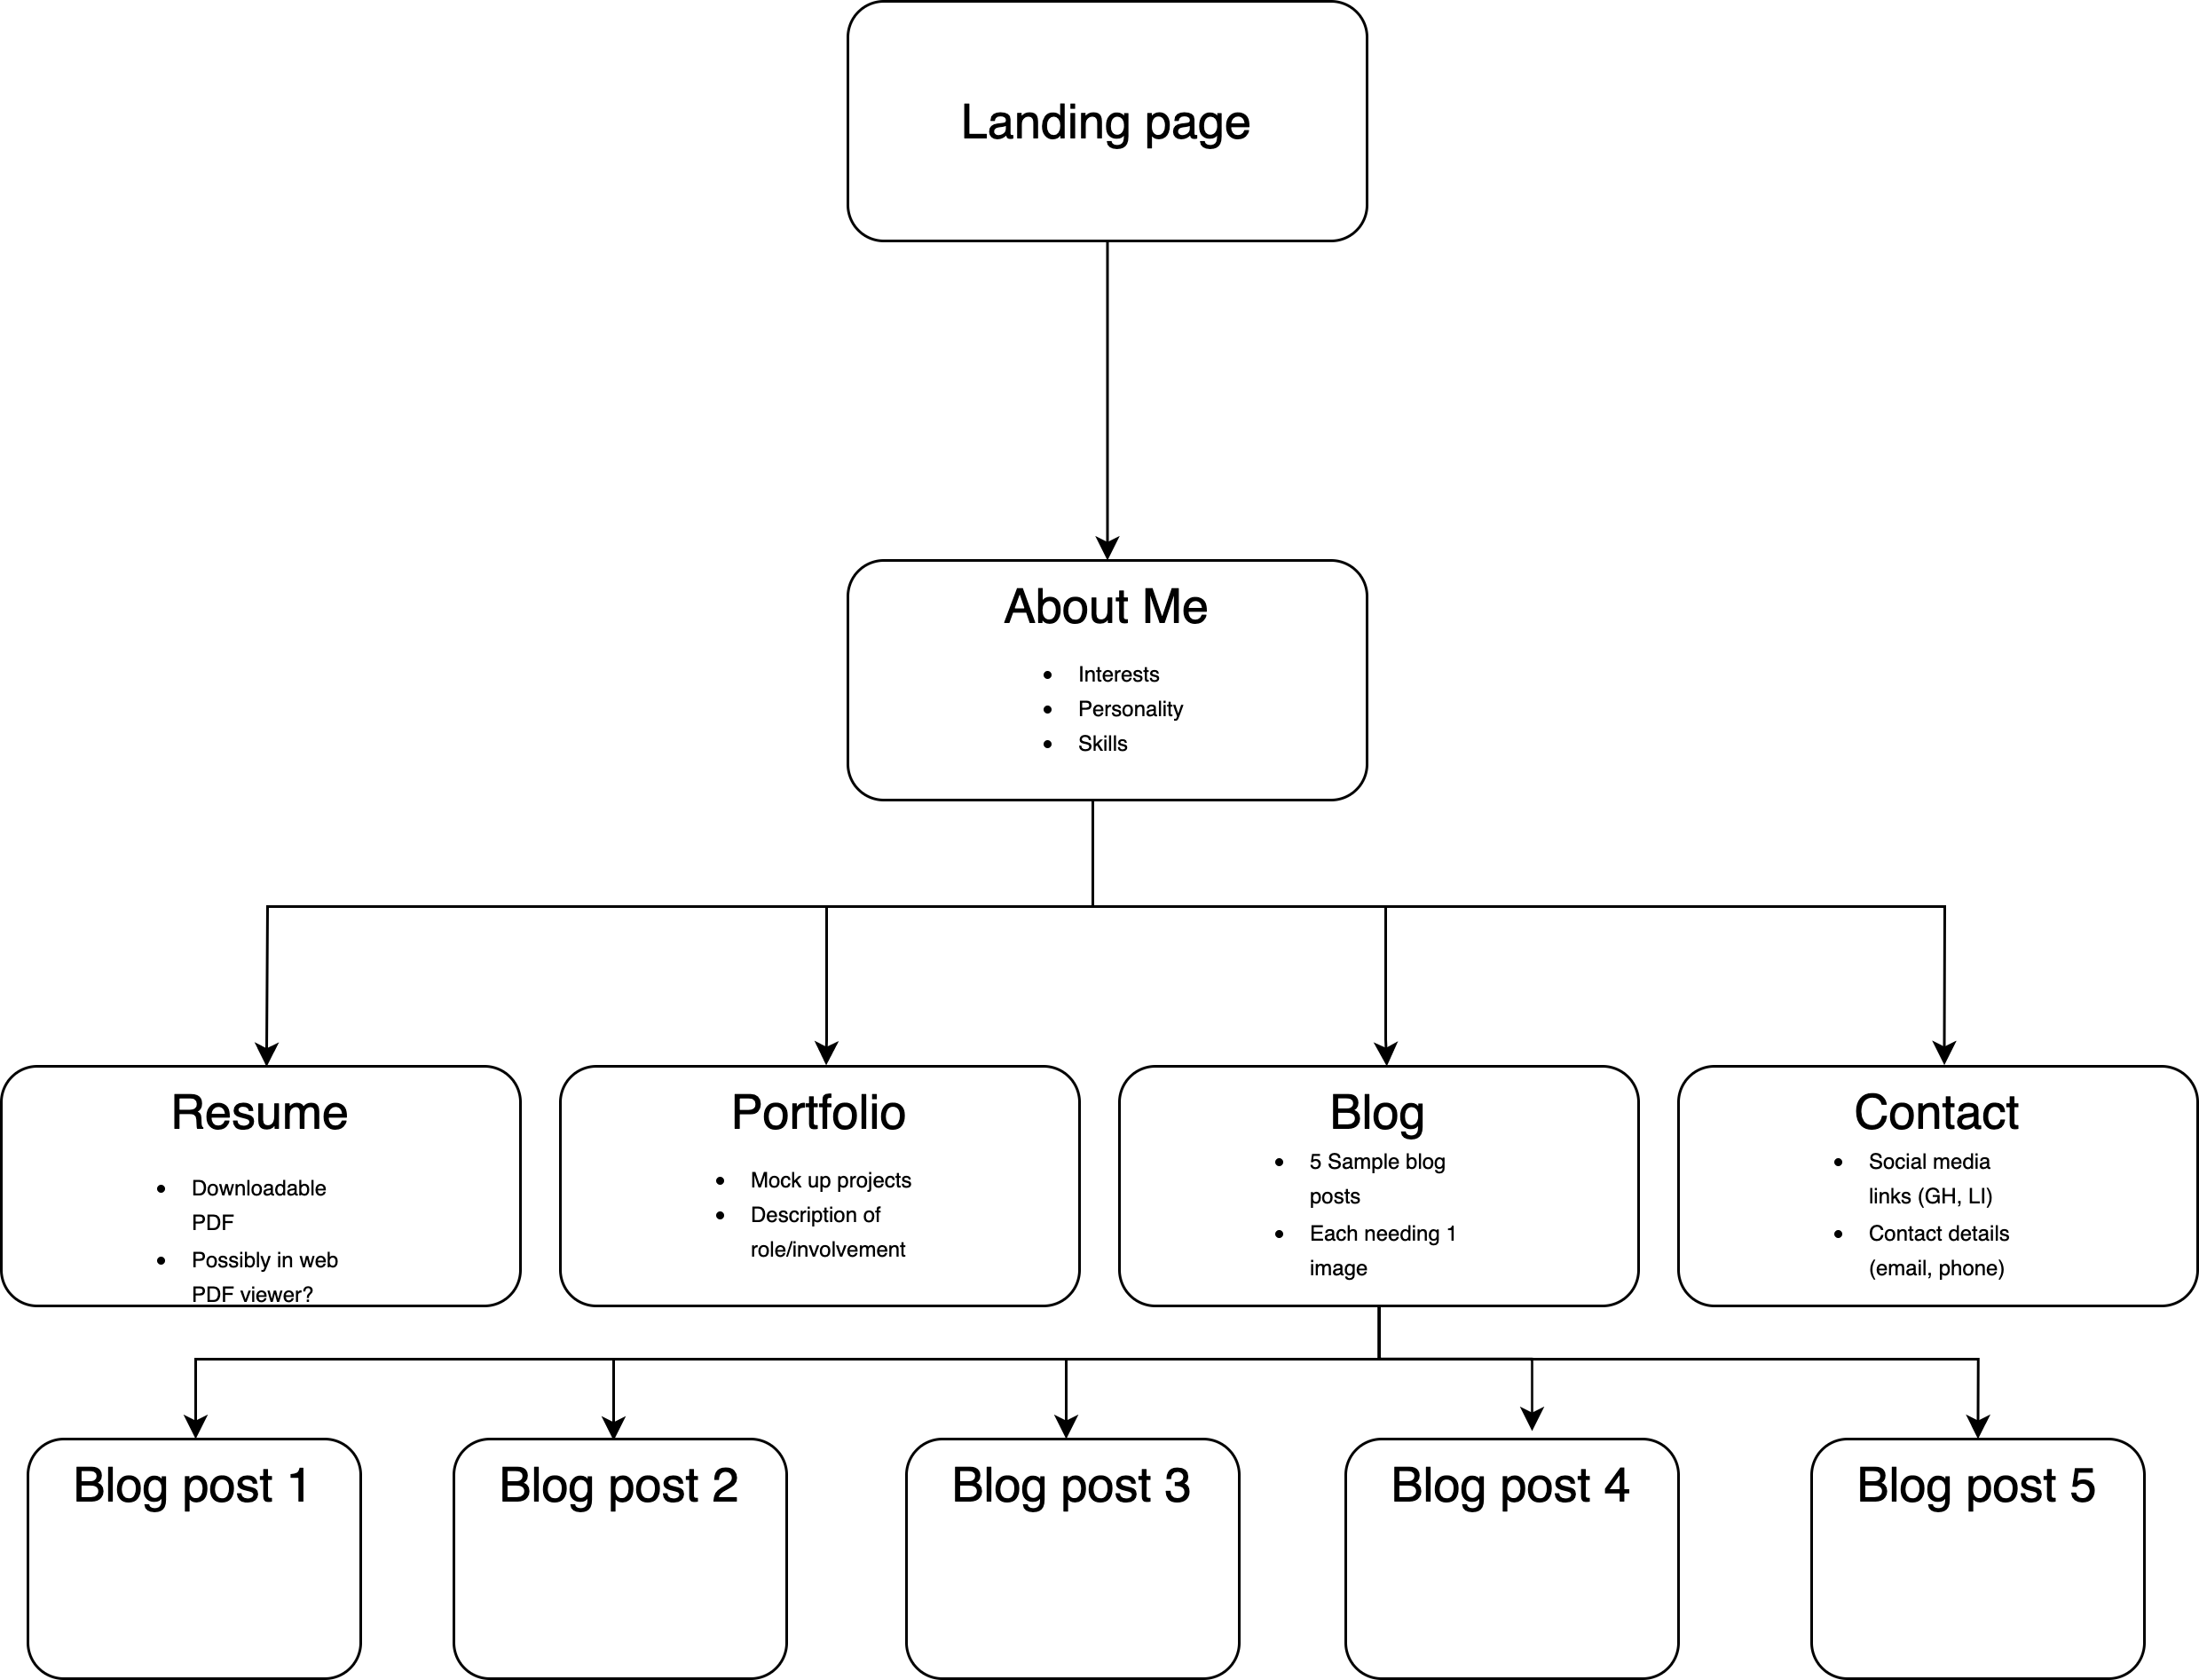 Landing page
About Me
Interests
Personality
Skills
Resume
Downloadable
PDF
Possibly in web
PDF viewer?
Portfolio
Mock up projects
Description of
role/involvement
Blog
5 Sample blog
posts
Each needing 1
image
Contact
Social media
links (GH, LI)
Contact details
(email, phone)
Blog post 1
Blog post 2
Blog post 3
Blog post 4
Blog post 5